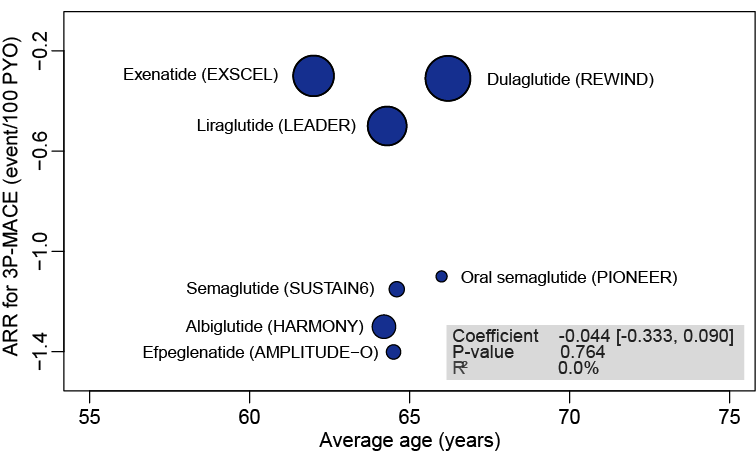 ARR for 3P-MACE (event/100 PYO)
−0.2
−0.6
−1.0
−1.4
Exenatide (EXSCEL)
Dulaglutide (REWIND)
Liraglutide (LEADER)
Semaglutide (SUSTAIN6)
Oral semaglutide (PIONEER)
Albiglutide (HARMONY)
Efpeglenatide (AMPLITUDE−O)
Coefficient -0.044 [-0.333, 0.090]
P-value 0.764
R² 0.0%
55 60 65 70 75
Average age (years)